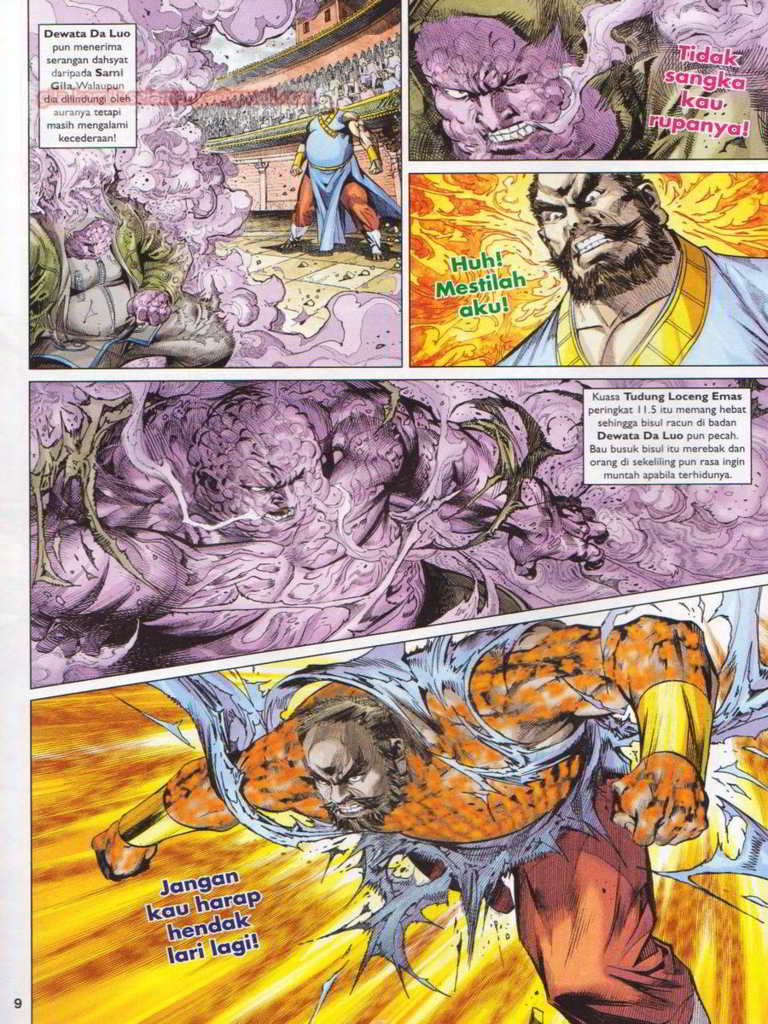 Dewata Da Luo
pun menerima
serangan dahsyat
daripada Sami
Gila. Walaupun
dia dilindungi oleh
auranya tetapi
masih mengalami
kecederaan!
Tidak
sangka
kau
rupanya!
Huh!
Mestilah
aku!
Kuasa Tudung Loceng Emas
peringkat 11.5 itu memang hebat
sehingga bisul racun di badan
Dewata Da Luo pun pecah.
Bau busuk bisul itu merebak dan
orang di sekeliling pun rasa ingin
muntah apabila terhidunya.
Jangan
kau harap
hendak
lari lagi!
9